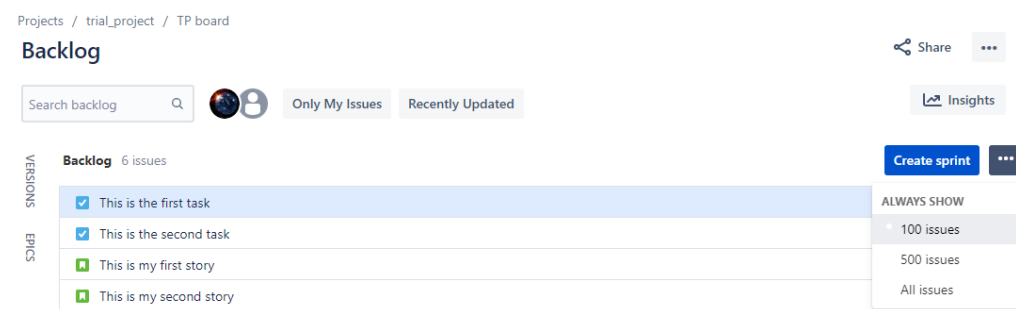 Projects / trial_project / TP board
Backlog
Share
Search backlog
Only My Issues
Recently Updated
Insights
VERSIONS
EPICS
Backlog 6 issues
Create sprint
This is the first task
This is the second task
This is my first story
This is my second story
ALWAYS SHOW
100 issues
500 issues
All issues